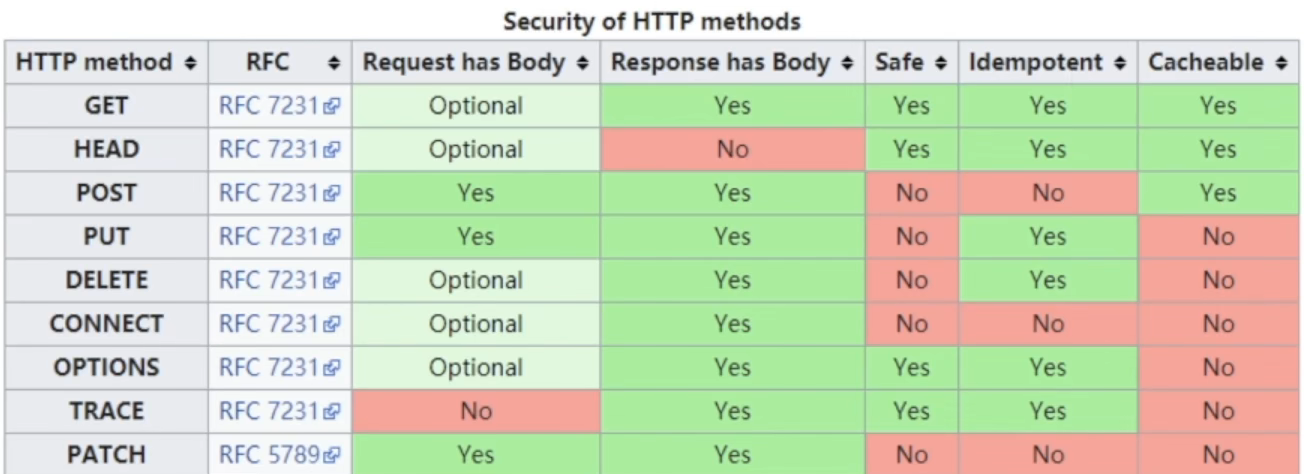 Security of HTTP methods
HTTP method RFC Request has Body Response has Body Safe Idempotent Cacheable
GET RFC 7231 Optional Yes Yes Yes Yes
HEAD RFC 7231 Optional No Yes Yes Yes
POST RFC 7231 Yes Yes No No Yes
PUT RFC 7231 Yes Yes No Yes No
DELETE RFC 7231 Optional Yes No Yes No
CONNECT RFC 7231 Optional Yes No No No
OPTIONS RFC 7231 Optional Yes Yes Yes No
TRACE RFC 7231 No Yes Yes Yes No
PATCH RFC 5789 Yes Yes No No No